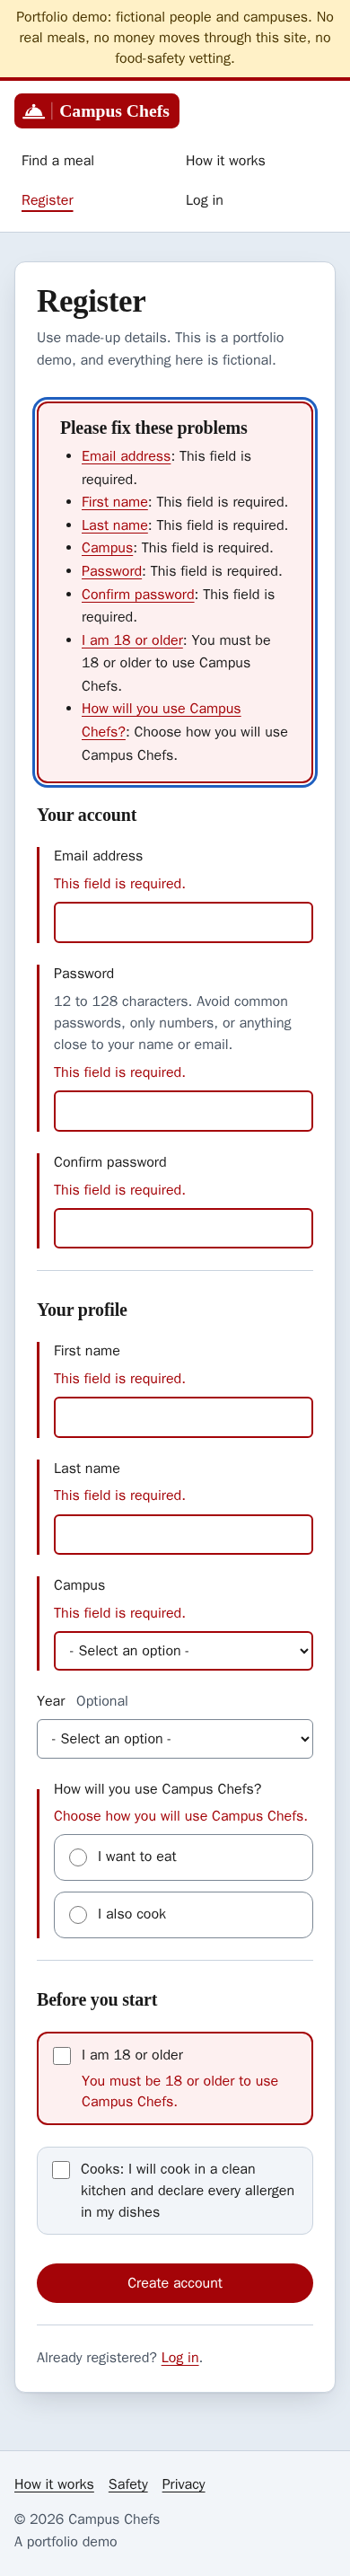 Portfolio demo: fictional people and campuses. No
real meals, no money moves through this site, no
food-safety vetting.
Campus Chefs
Find a meal
How it works
Register
Log in
Register
Use made-up details. This is a portfolio
demo, and everything here is fictional.
Please fix these problems
Email address: This field is
required.
First name: This field is required.
Last name: This field is required.
Campus: This field is required.
Password: This field is required.
Confirm password: This field is
required.
I am 18 or older: You must be
18 or older to use Campus
Chefs.
How will you use Campus
Chefs?: Choose how you will use
Campus Chefs.
Your account
Email address
This field is required.
Password
12 to 128 characters. Avoid common
passwords, only numbers, or anything
close to your name or email.
This field is required.
Confirm password
This field is required.
Your profile
First name
This field is required.
Last name
This field is required.
Campus
This field is required.
- Select an option -
Year Optional
- Select an option -
How will you use Campus Chefs?
Choose how you will use Campus Chefs.
I want to eat
I also cook
Before you start
I am 18 or older
You must be 18 or older to use
Campus Chefs.
Cooks: I will cook in a clean
kitchen and declare every allergen
in my dishes
Create account
Already registered? Log in.
How it works Safety Privacy
© 2026 Campus Chefs
A portfolio demo